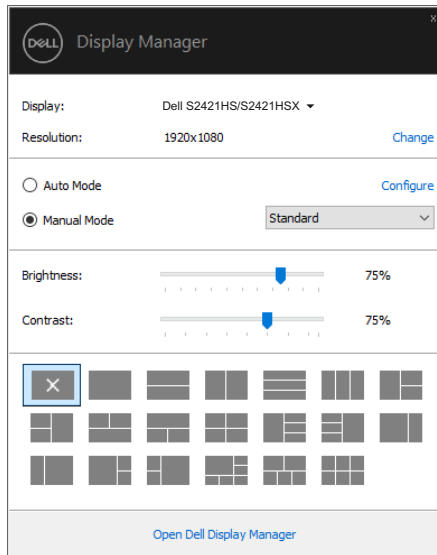 x
DELL Display Manager
Display: Dell S2421HS/S2421HSX
Resolution: 1920x1080 Change
Auto Mode Configure
Manual Mode Standard
Brightness: 75%
Contrast: 75%
Open Dell Display Manager